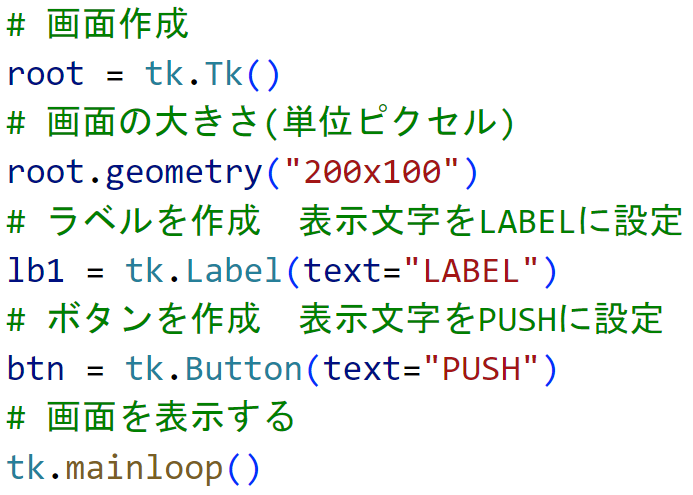 # 画面作成
root = tk.Tk()
# 画面の大きさ(単位ピクセル)
root.geometry("200x100")
# ラベルを作成　表示文字をLABELに設定
lb1 = tk.Label(text="LABEL")
# ボタンを作成　表示文字をPUSHに設定
btn = tk.Button(text="PUSH")
# 画面を表示する
tk.mainloop()